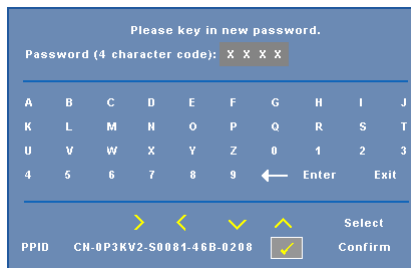 Please key in new password.
Password (4 character code): X X X X
A B C D E F G H I J
K L M N O P Q R S T
U V W X Y Z 0 1 2 3
4 5 6 7 8 9 ← Enter Exit
> < ∨ ∧ Select
PPID CN-0P3KV2-S0081-46B-0208 ✓ Confirm